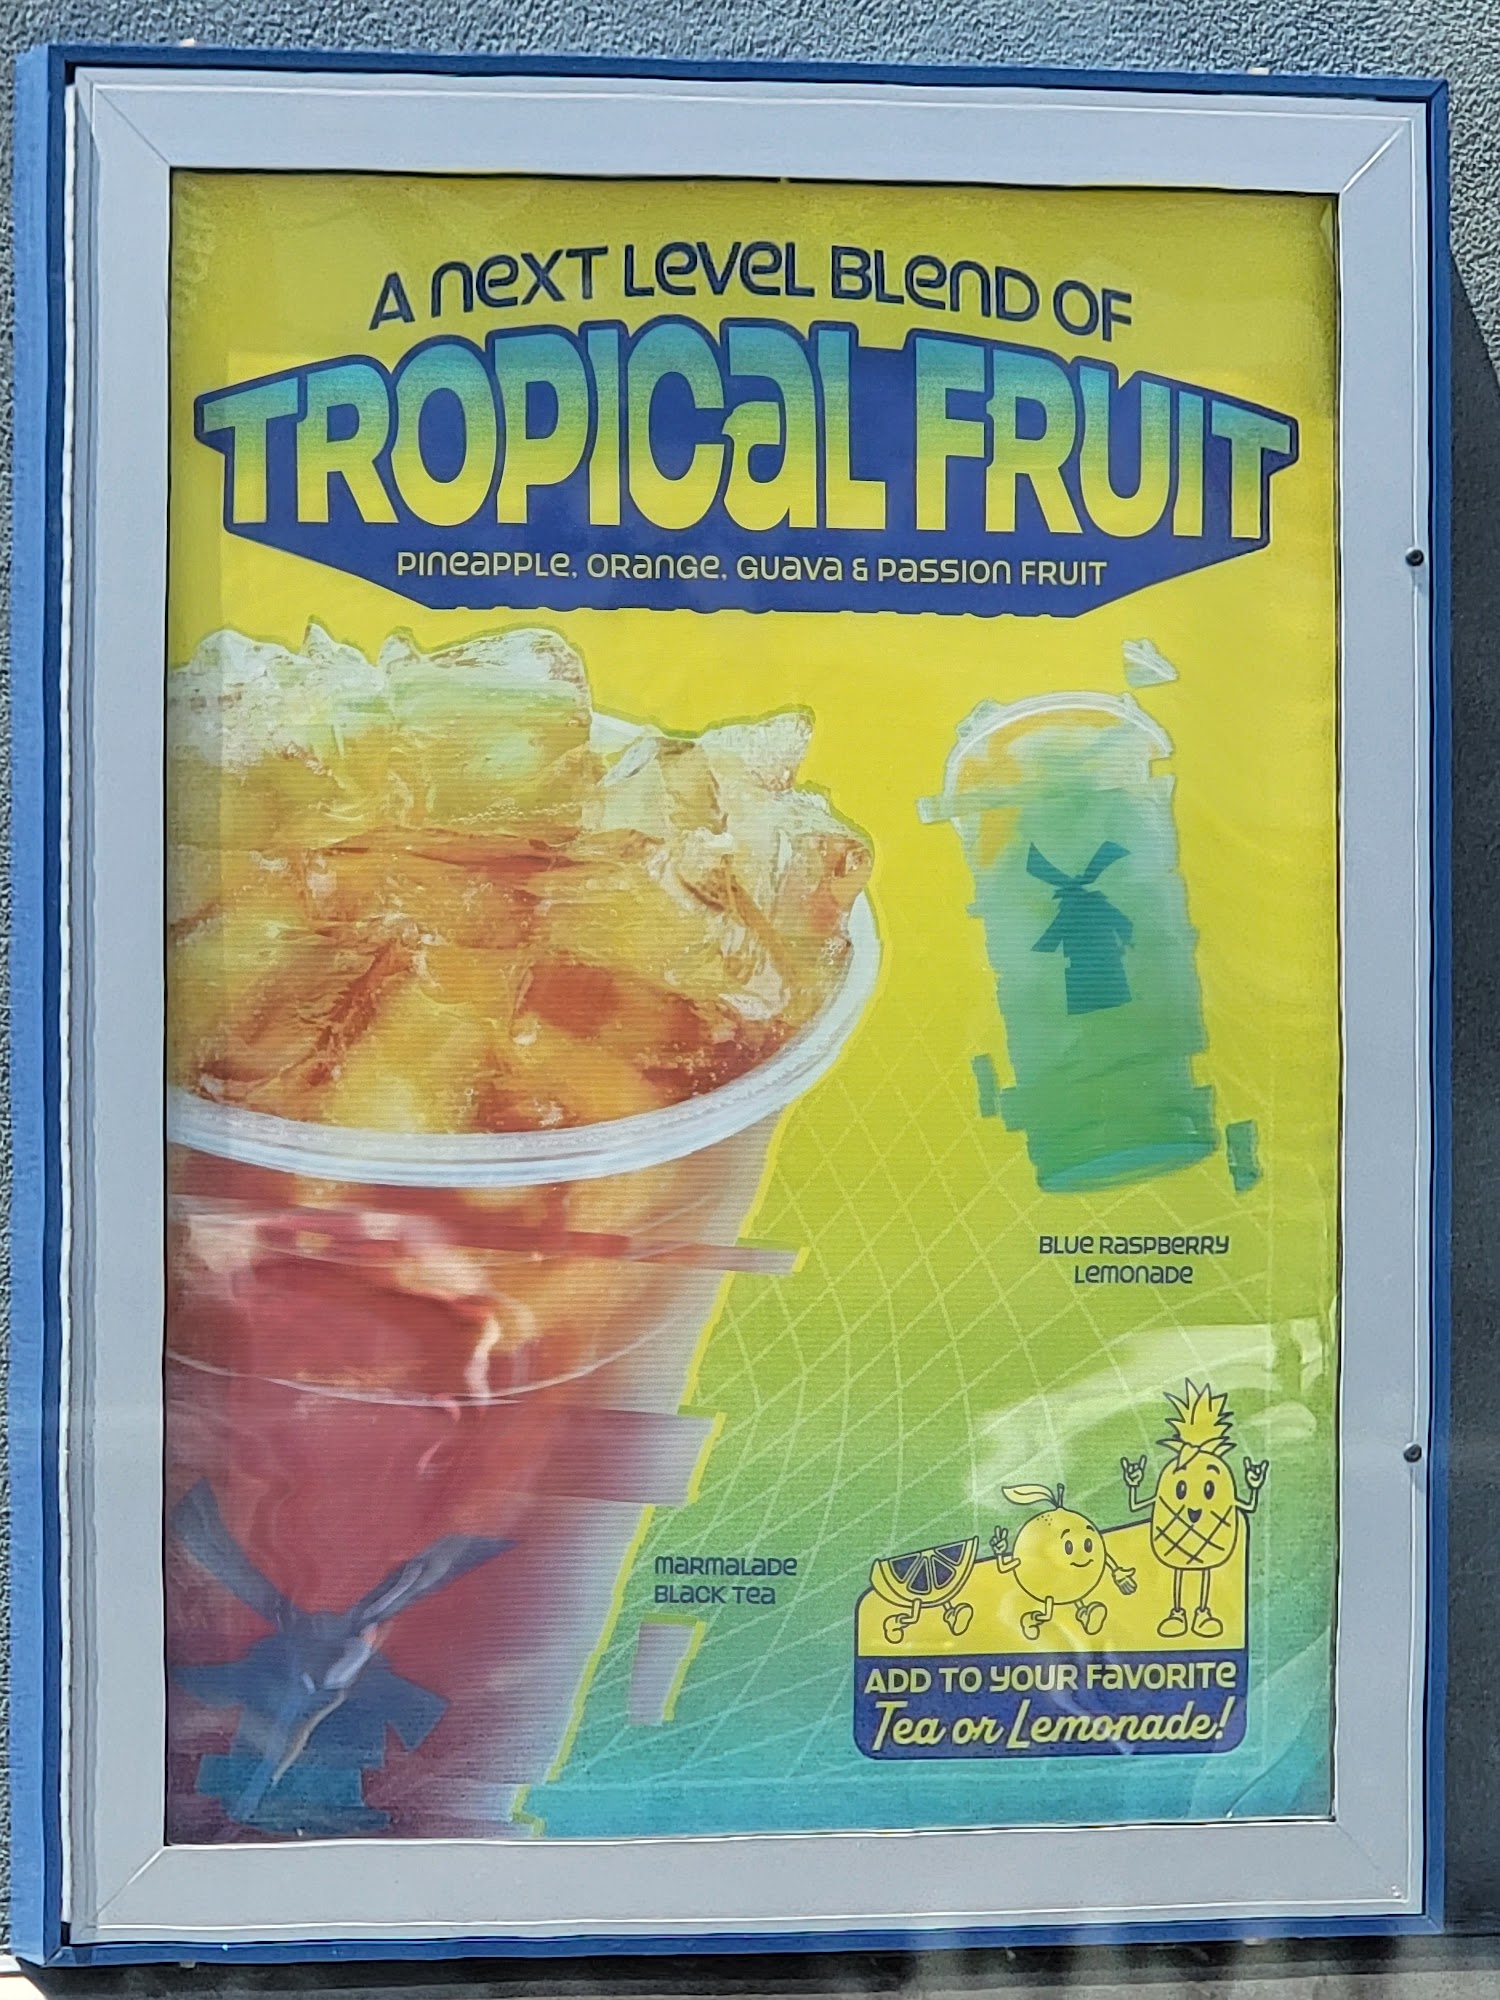 A NEXT LEVEL BLEND OF
TROPICAL FRUIT
PINEAPPLE, ORANGE, GUAVA & PASSION FRUIT
BLUE RASPBERRY
LEMONADE
MARMALADE
BLACK TEA
ADD TO YOUR FAVORITE
Tea or Lemonade!